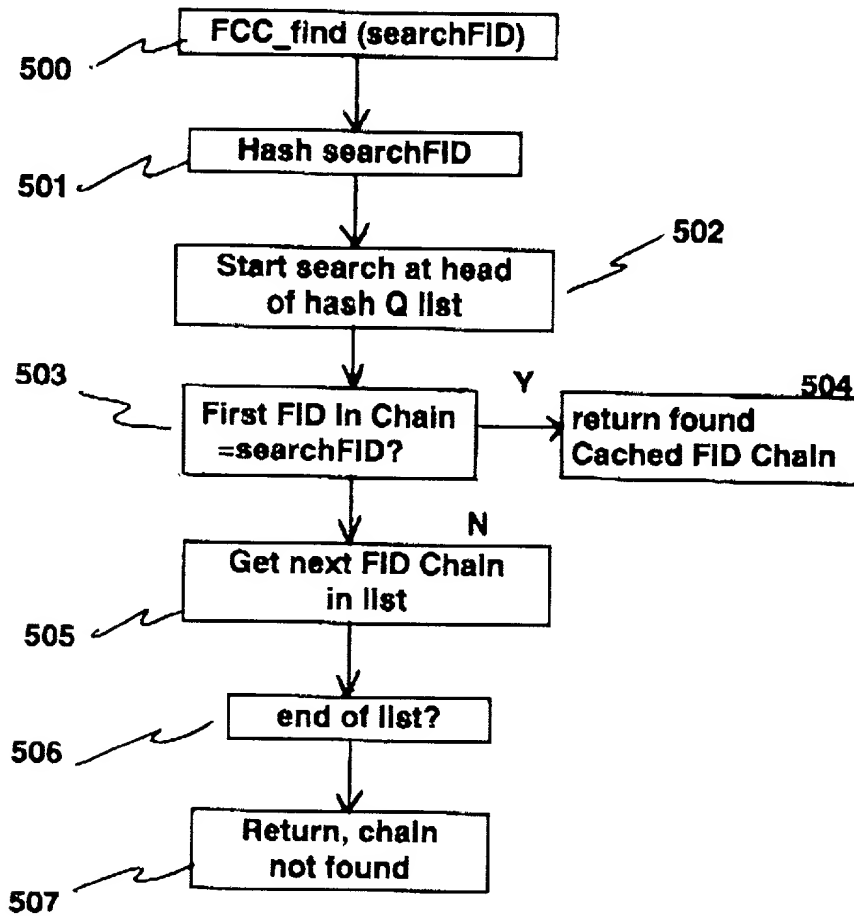 FCC_find (searchFID)
500
Hash searchFID
501
502
Start search at head
of hash Q list
503
Y
504
First FID In Chain
=searchFID?
return found
Cached FID Chain
N
Get next FID Chain
in list
505
end of list?
506
Return, chain
not found
507